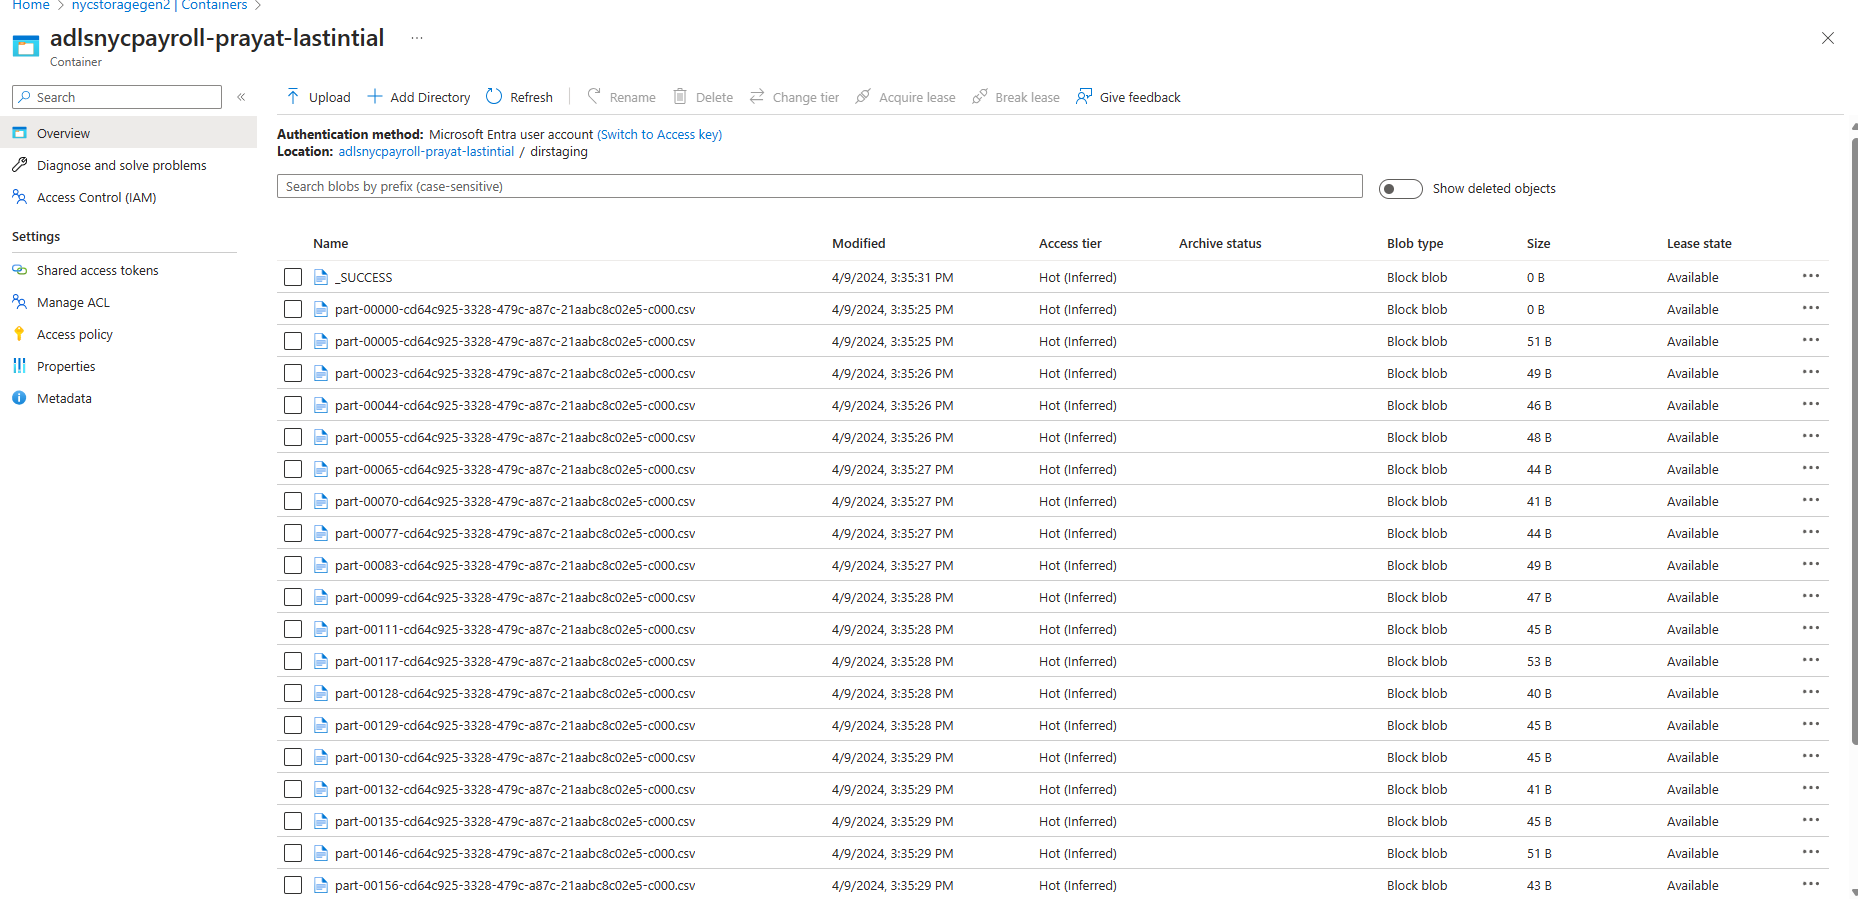 Home > nycstoragegen2 | Containers >
adlsnycpayroll-prayat-lastintial ...
Container
Search «
Overview
Diagnose and solve problems
Access Control (IAM)
Settings
Shared access tokens
Manage ACL
Access policy
Properties
Metadata
Upload Add Directory Refresh Rename Delete Change tier Acquire lease Break lease Give feedback
Authentication method: Microsoft Entra user account (Switch to Access key)
Location: adlsnycpayroll-prayat-lastintial / dirstaging
Search blobs by prefix (case-sensitive)
Show deleted objects
Name Modified Access tier Archive status Blob type Size Lease state
_SUCCESS 4/9/2024, 3:35:31 PM Hot (Inferred) Block blob 0 B Available
part-00000-cd64c925-3328-479c-a87c-21aabc8c02e5-c000.csv 4/9/2024, 3:35:25 PM Hot (Inferred) Block blob 0 B Available
part-00005-cd64c925-3328-479c-a87c-21aabc8c02e5-c000.csv 4/9/2024, 3:35:25 PM Hot (Inferred) Block blob 51 B Available
part-00023-cd64c925-3328-479c-a87c-21aabc8c02e5-c000.csv 4/9/2024, 3:35:26 PM Hot (Inferred) Block blob 49 B Available
part-00044-cd64c925-3328-479c-a87c-21aabc8c02e5-c000.csv 4/9/2024, 3:35:26 PM Hot (Inferred) Block blob 46 B Available
part-00055-cd64c925-3328-479c-a87c-21aabc8c02e5-c000.csv 4/9/2024, 3:35:26 PM Hot (Inferred) Block blob 48 B Available
part-00065-cd64c925-3328-479c-a87c-21aabc8c02e5-c000.csv 4/9/2024, 3:35:27 PM Hot (Inferred) Block blob 44 B Available
part-00070-cd64c925-3328-479c-a87c-21aabc8c02e5-c000.csv 4/9/2024, 3:35:27 PM Hot (Inferred) Block blob 41 B Available
part-00077-cd64c925-3328-479c-a87c-21aabc8c02e5-c000.csv 4/9/2024, 3:35:27 PM Hot (Inferred) Block blob 44 B Available
part-00083-cd64c925-3328-479c-a87c-21aabc8c02e5-c000.csv 4/9/2024, 3:35:27 PM Hot (Inferred) Block blob 49 B Available
part-00099-cd64c925-3328-479c-a87c-21aabc8c02e5-c000.csv 4/9/2024, 3:35:28 PM Hot (Inferred) Block blob 47 B Available
part-00111-cd64c925-3328-479c-a87c-21aabc8c02e5-c000.csv 4/9/2024, 3:35:28 PM Hot (Inferred) Block blob 45 B Available
part-00117-cd64c925-3328-479c-a87c-21aabc8c02e5-c000.csv 4/9/2024, 3:35:28 PM Hot (Inferred) Block blob 53 B Available
part-00128-cd64c925-3328-479c-a87c-21aabc8c02e5-c000.csv 4/9/2024, 3:35:28 PM Hot (Inferred) Block blob 40 B Available
part-00129-cd64c925-3328-479c-a87c-21aabc8c02e5-c000.csv 4/9/2024, 3:35:28 PM Hot (Inferred) Block blob 45 B Available
part-00130-cd64c925-3328-479c-a87c-21aabc8c02e5-c000.csv 4/9/2024, 3:35:29 PM Hot (Inferred) Block blob 45 B Available
part-00132-cd64c925-3328-479c-a87c-21aabc8c02e5-c000.csv 4/9/2024, 3:35:29 PM Hot (Inferred) Block blob 41 B Available
part-00135-cd64c925-3328-479c-a87c-21aabc8c02e5-c000.csv 4/9/2024, 3:35:29 PM Hot (Inferred) Block blob 45 B Available
part-00146-cd64c925-3328-479c-a87c-21aabc8c02e5-c000.csv 4/9/2024, 3:35:29 PM Hot (Inferred) Block blob 51 B Available
part-00156-cd64c925-3328-479c-a87c-21aabc8c02e5-c000.csv 4/9/2024, 3:35:29 PM Hot (Inferred) Block blob 43 B Available